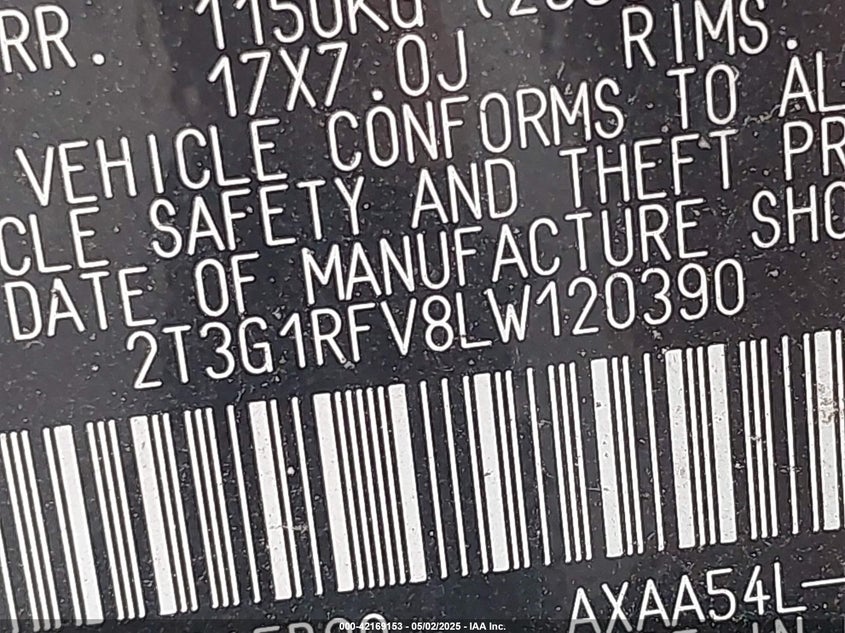 RR. 1150KG
17X7.0J RIMS.
VEHICLE CONFORMS TO AL
CLE SAFETY AND THEFT PR
DATE OF MANUFACTURE SHO
2T3G1RFV8LW120390
AXAA54L-
000-42169153 - 05/02/2025 - IAA Inc.